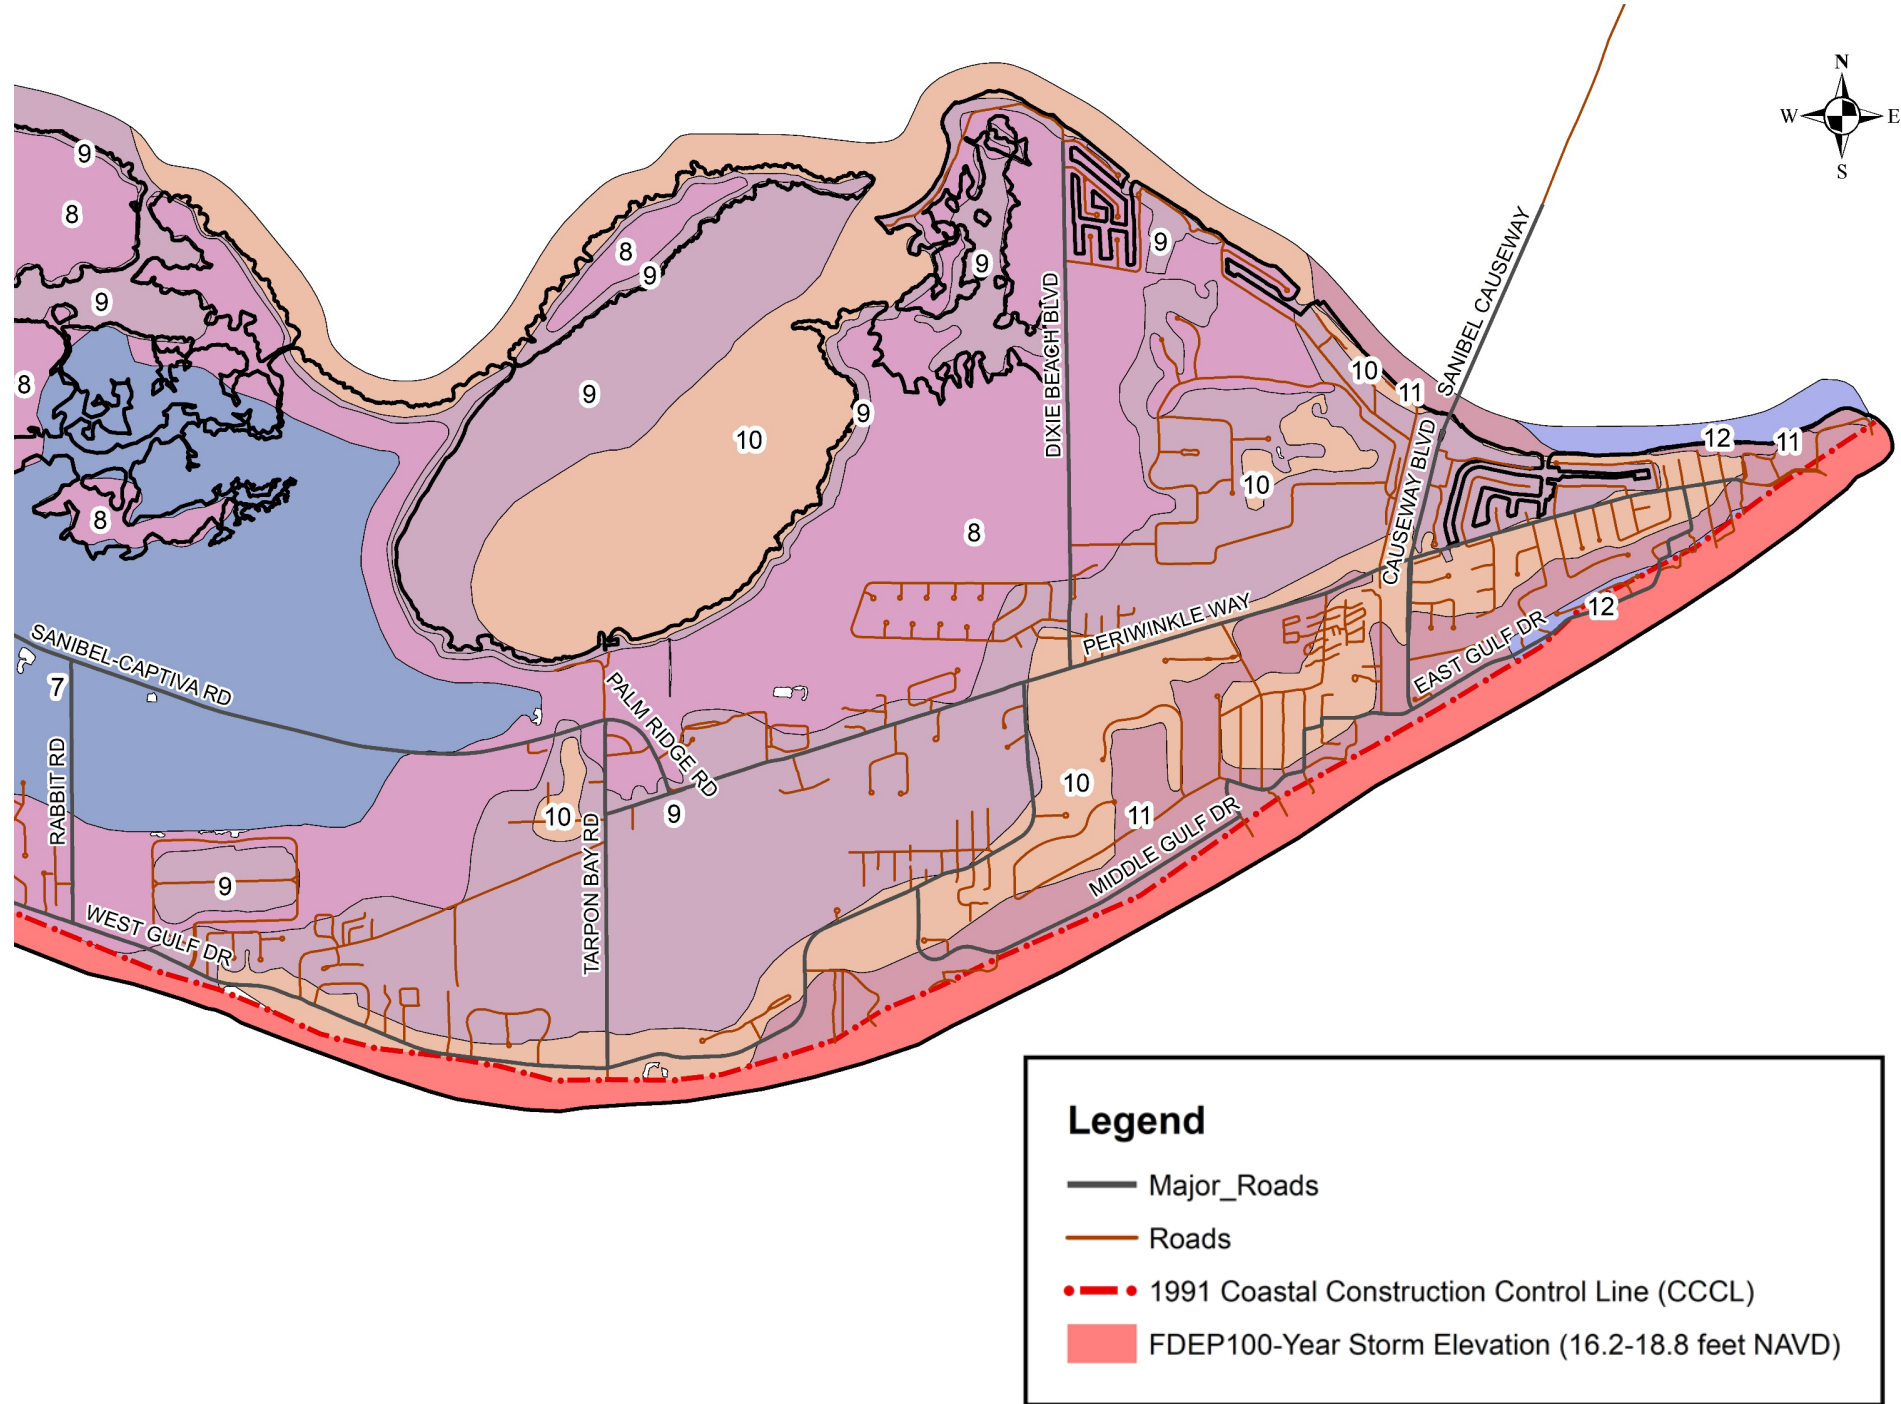 N
W
E
S
9
8
9
8
8
8
9
9
10
9
9
9
8
10
10
11
12
11
12
10
11
10
9
9
7
SANIBEL CAUSEWAY
DIXIE BEACH BLVD
CAUSEWAY BLVD
PERIWINKLE WAY
EAST GULF DR
SANIBEL-CAPTIVA RD
PALM RIDGE RD
RABBIT RD
TARPON BAY RD
MIDDLE GULF DR
WEST GULF DR
Legend
Major_Roads
Roads
1991 Coastal Construction Control Line (CCCL)
FDEP100-Year Storm Elevation (16.2-18.8 feet NAVD)